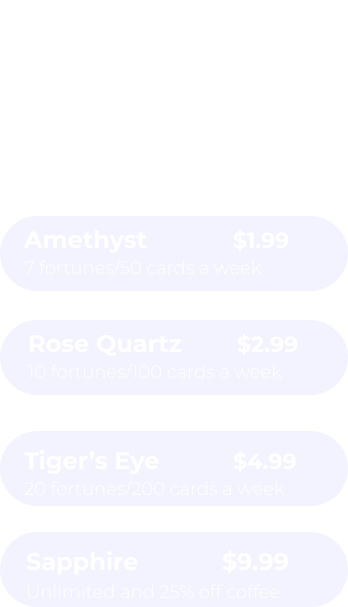 Amethyst $1.99
7 fortunes/50 cards a week
Rose Quartz $2.99
10 fortunes/100 cards a week
Tiger's Eye $4.99
20 fortunes/200 cards a week
Sapphire $9.99
Unlimited and 25% off coffee